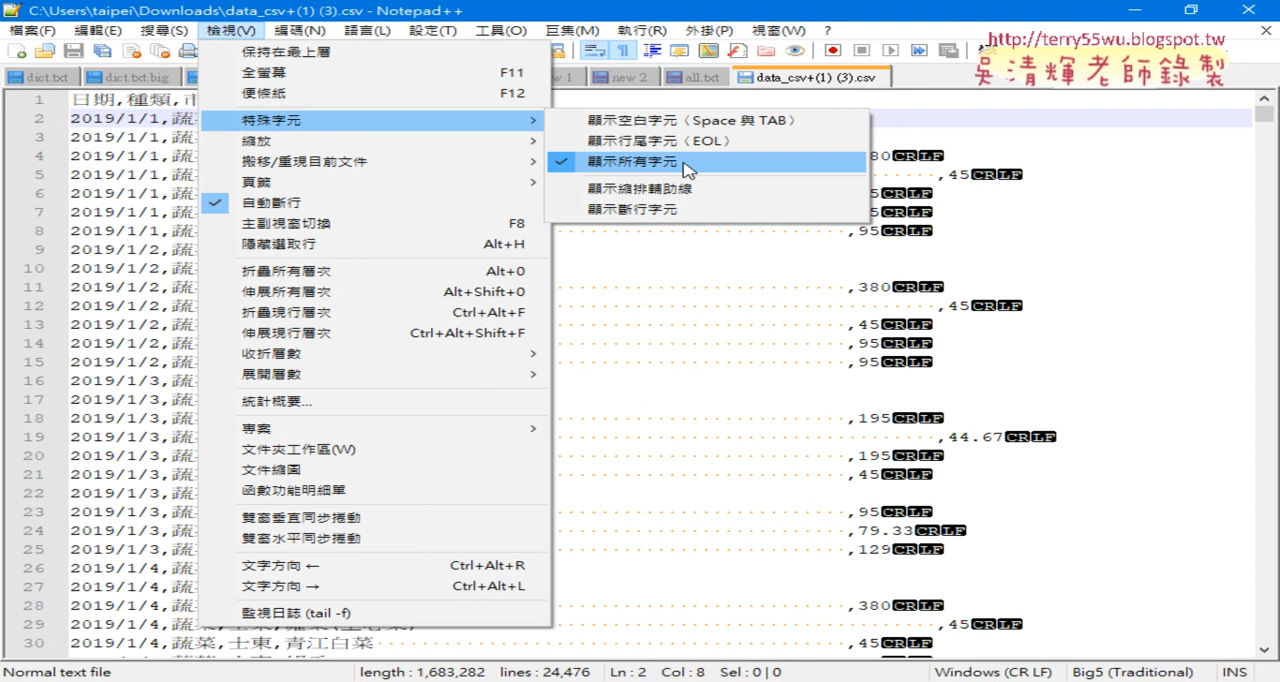 C:\Users\taipei\Downloads\data_csv+(1) (3).csv - Notepad++
檔案(F) 編輯(E) 搜尋(S) 檢視(V) 編碼(N) 語言(L) 設定(T) 工具(O) 巨集(M) 執行(R) 外掛(P) 視窗(W) ? X
http://terry55wu.blogspot.tw
吳清輝老師錄製
dict.txt dict.txt.big new 2 all.txt data_csv+(1) (3).csv
保持在最上層
全螢幕 F11
便條紙 F12
特殊字元
縮放
搬移/重現目前文件
頁籤
自動斷行
主副視窗切換 F8
隱藏選取行 Alt+H
折疊所有層次 Alt+0
伸展所有層次 Alt+Shift+0
折疊現行層次 Ctrl+Alt+F
伸展現行層次 Ctrl+Alt+Shift+F
收折層數
展開層數
統計概要...
專案
文件夾工作區(W)
文件縮圖
函數功能明細單
雙窗垂直同步捲動
雙窗水平同步捲動
文字方向 ← Ctrl+Alt+R
文字方向 → Ctrl+Alt+L
監視日誌 (tail -f)
顯示空白字元（Space 與 TAB）
顯示行尾字元（EOL）
顯示所有字元
顯示縮排輔助線
顯示斷行字元
1 日期,種類,市
2 2019/1/1,蔬
3 2019/1/1,蔬
4 2019/1/1,蔬 80CRLF
5 2019/1/1,蔬 ,45CRLF
6 2019/1/1,蔬 5CRLF
7 2019/1/1,蔬 5CRLF
8 2019/1/1,蔬 ,95CRLF
9 2019/1/2,蔬
10 2019/1/2,蔬
11 2019/1/2,蔬 ,380CRLF
12 2019/1/2,蔬 ,45CRLF
13 2019/1/2,蔬 ,45CRLF
14 2019/1/2,蔬 ,95CRLF
15 2019/1/2,蔬 ,95CRLF
16 2019/1/3,蔬
17 2019/1/3,蔬
18 2019/1/3,蔬 ,195CRLF
19 2019/1/3,蔬 ,44.67CRLF
20 2019/1/3,蔬 ,195CRLF
21 2019/1/3,蔬 ,45CRLF
22 2019/1/3,蔬
23 2019/1/3,蔬 ,95CRLF
24 2019/1/3,蔬 ,79.33CRLF
25 2019/1/3,蔬 ,129CRLF
26 2019/1/4,蔬
27 2019/1/4,蔬
28 2019/1/4,蔬 ,380CRLF
29 2019/1/4,蔬 ,45CRLF
30 2019/1/4,蔬菜,士東,青江白菜 ,45CRLF
Normal text file length : 1,683,282 lines : 24,476 Ln : 2 Col : 8 Sel : 0 | 0 Windows (CR LF) Big5 (Traditional) INS